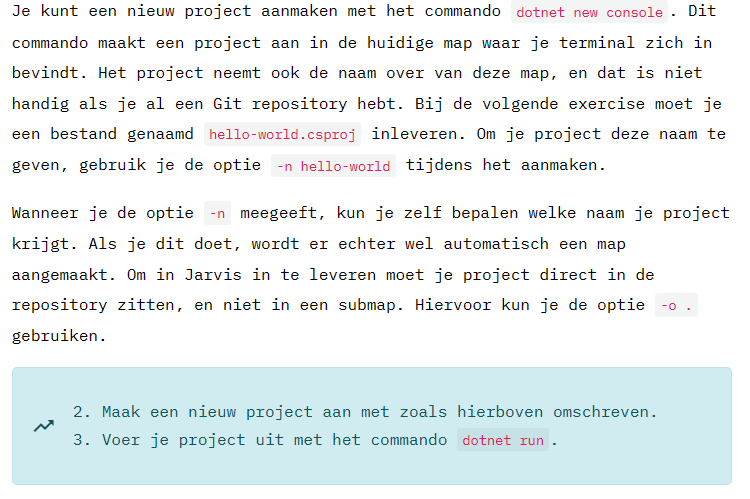 Je kunt een nieuw project aanmaken met het commando dotnet new console. Dit
commando maakt een project aan in de huidige map waar je terminal zich in
bevindt. Het project neemt ook de naam over van deze map, en dat is niet
handig als je al een Git repository hebt. Bij de volgende exercise moet je
een bestand genaamd hello-world.csproj inleveren. Om je project deze naam te
geven, gebruik je de optie -n hello-world tijdens het aanmaken.
Wanneer je de optie -n meegeeft, kun je zelf bepalen welke naam je project
krijgt. Als je dit doet, wordt er echter wel automatisch een map
aangemaakt. Om in Jarvis in te leveren moet je project direct in de
repository zitten, en niet in een submap. Hiervoor kun je de optie -o .
gebruiken.
2. Maak een nieuw project aan met zoals hierboven omschreven.
3. Voer je project uit met het commando dotnet run.